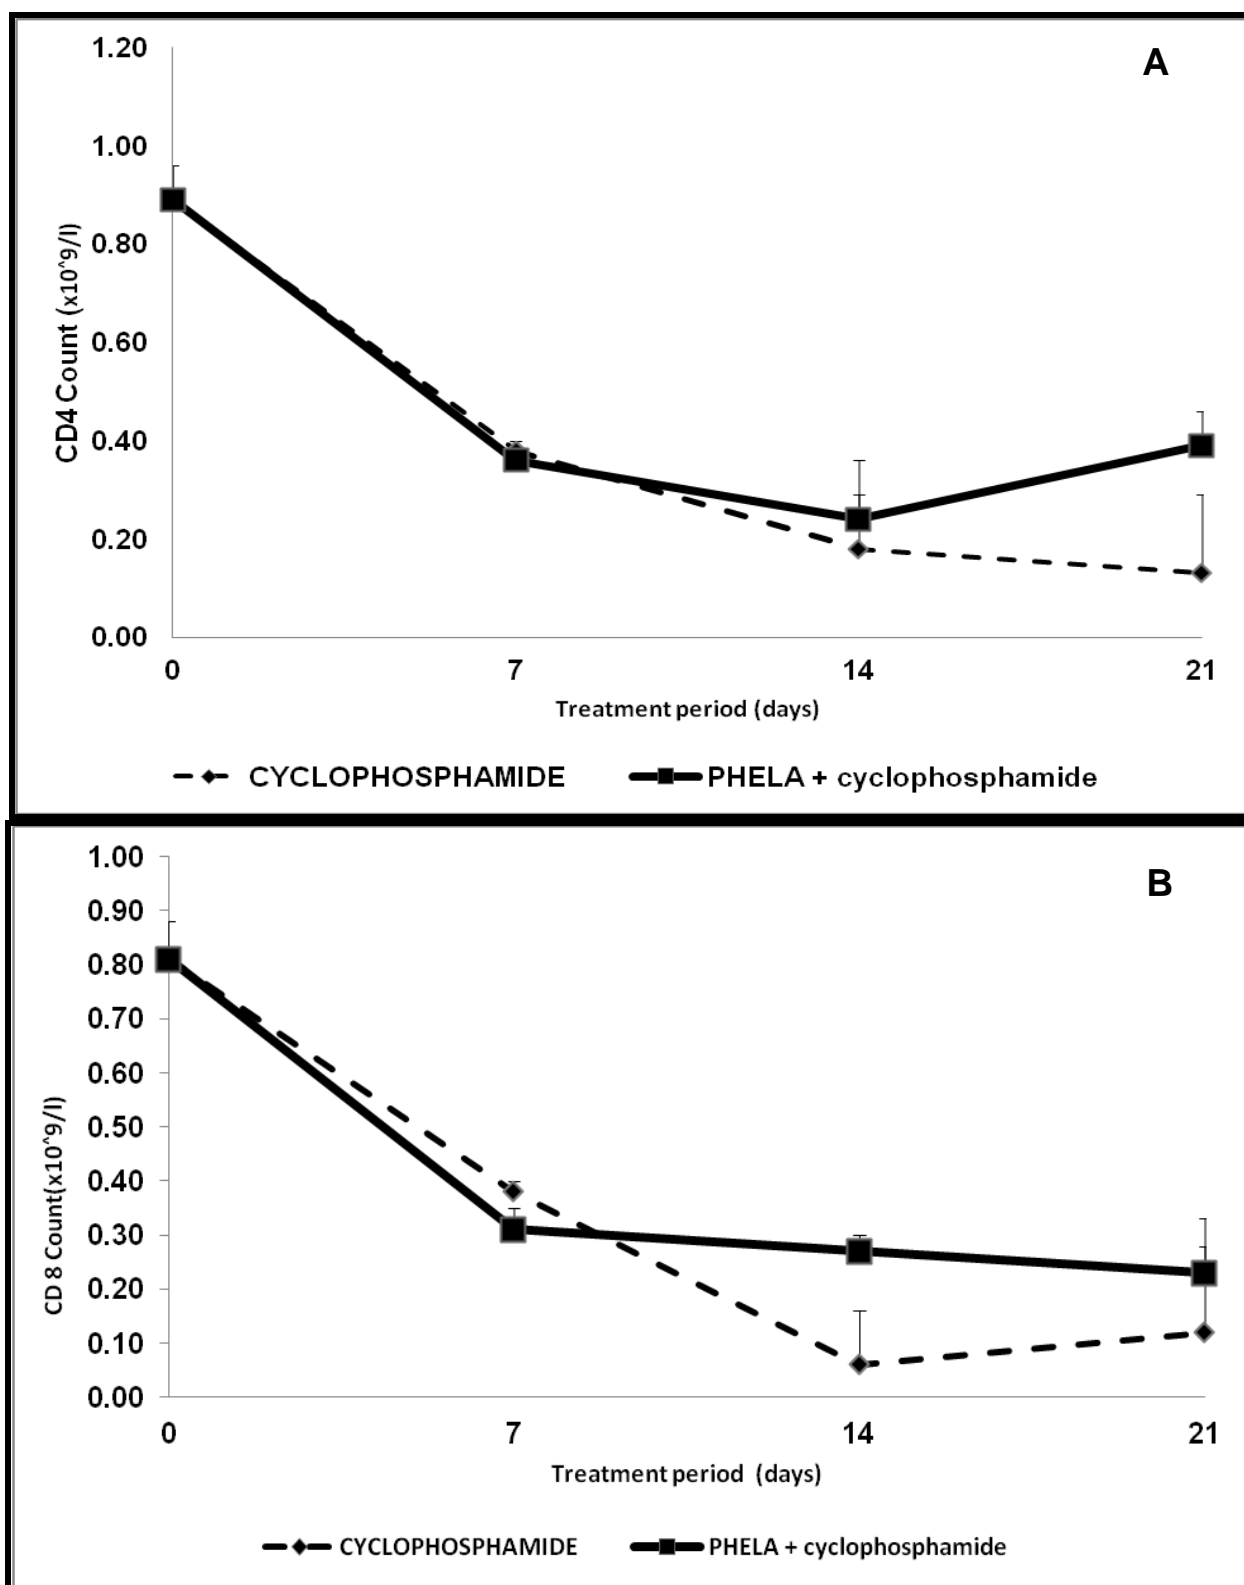 A
1.20
1.00
0.80
0.60
0.40
0.20
0.00
CD4 Count (x10^9/l)
0 7 14 21
Treatment period (days)
CYCLOPHOSPHAMIDE PHELA + cyclophosphamide
B
1.00
0.90
0.80
0.70
0.60
0.50
0.40
0.30
0.20
0.10
0.00
CD 8 Count(x10^9/l)
0 7 14 21
Treatment period (days)
CYCLOPHOSPHAMIDE PHELA + cyclophosphamide